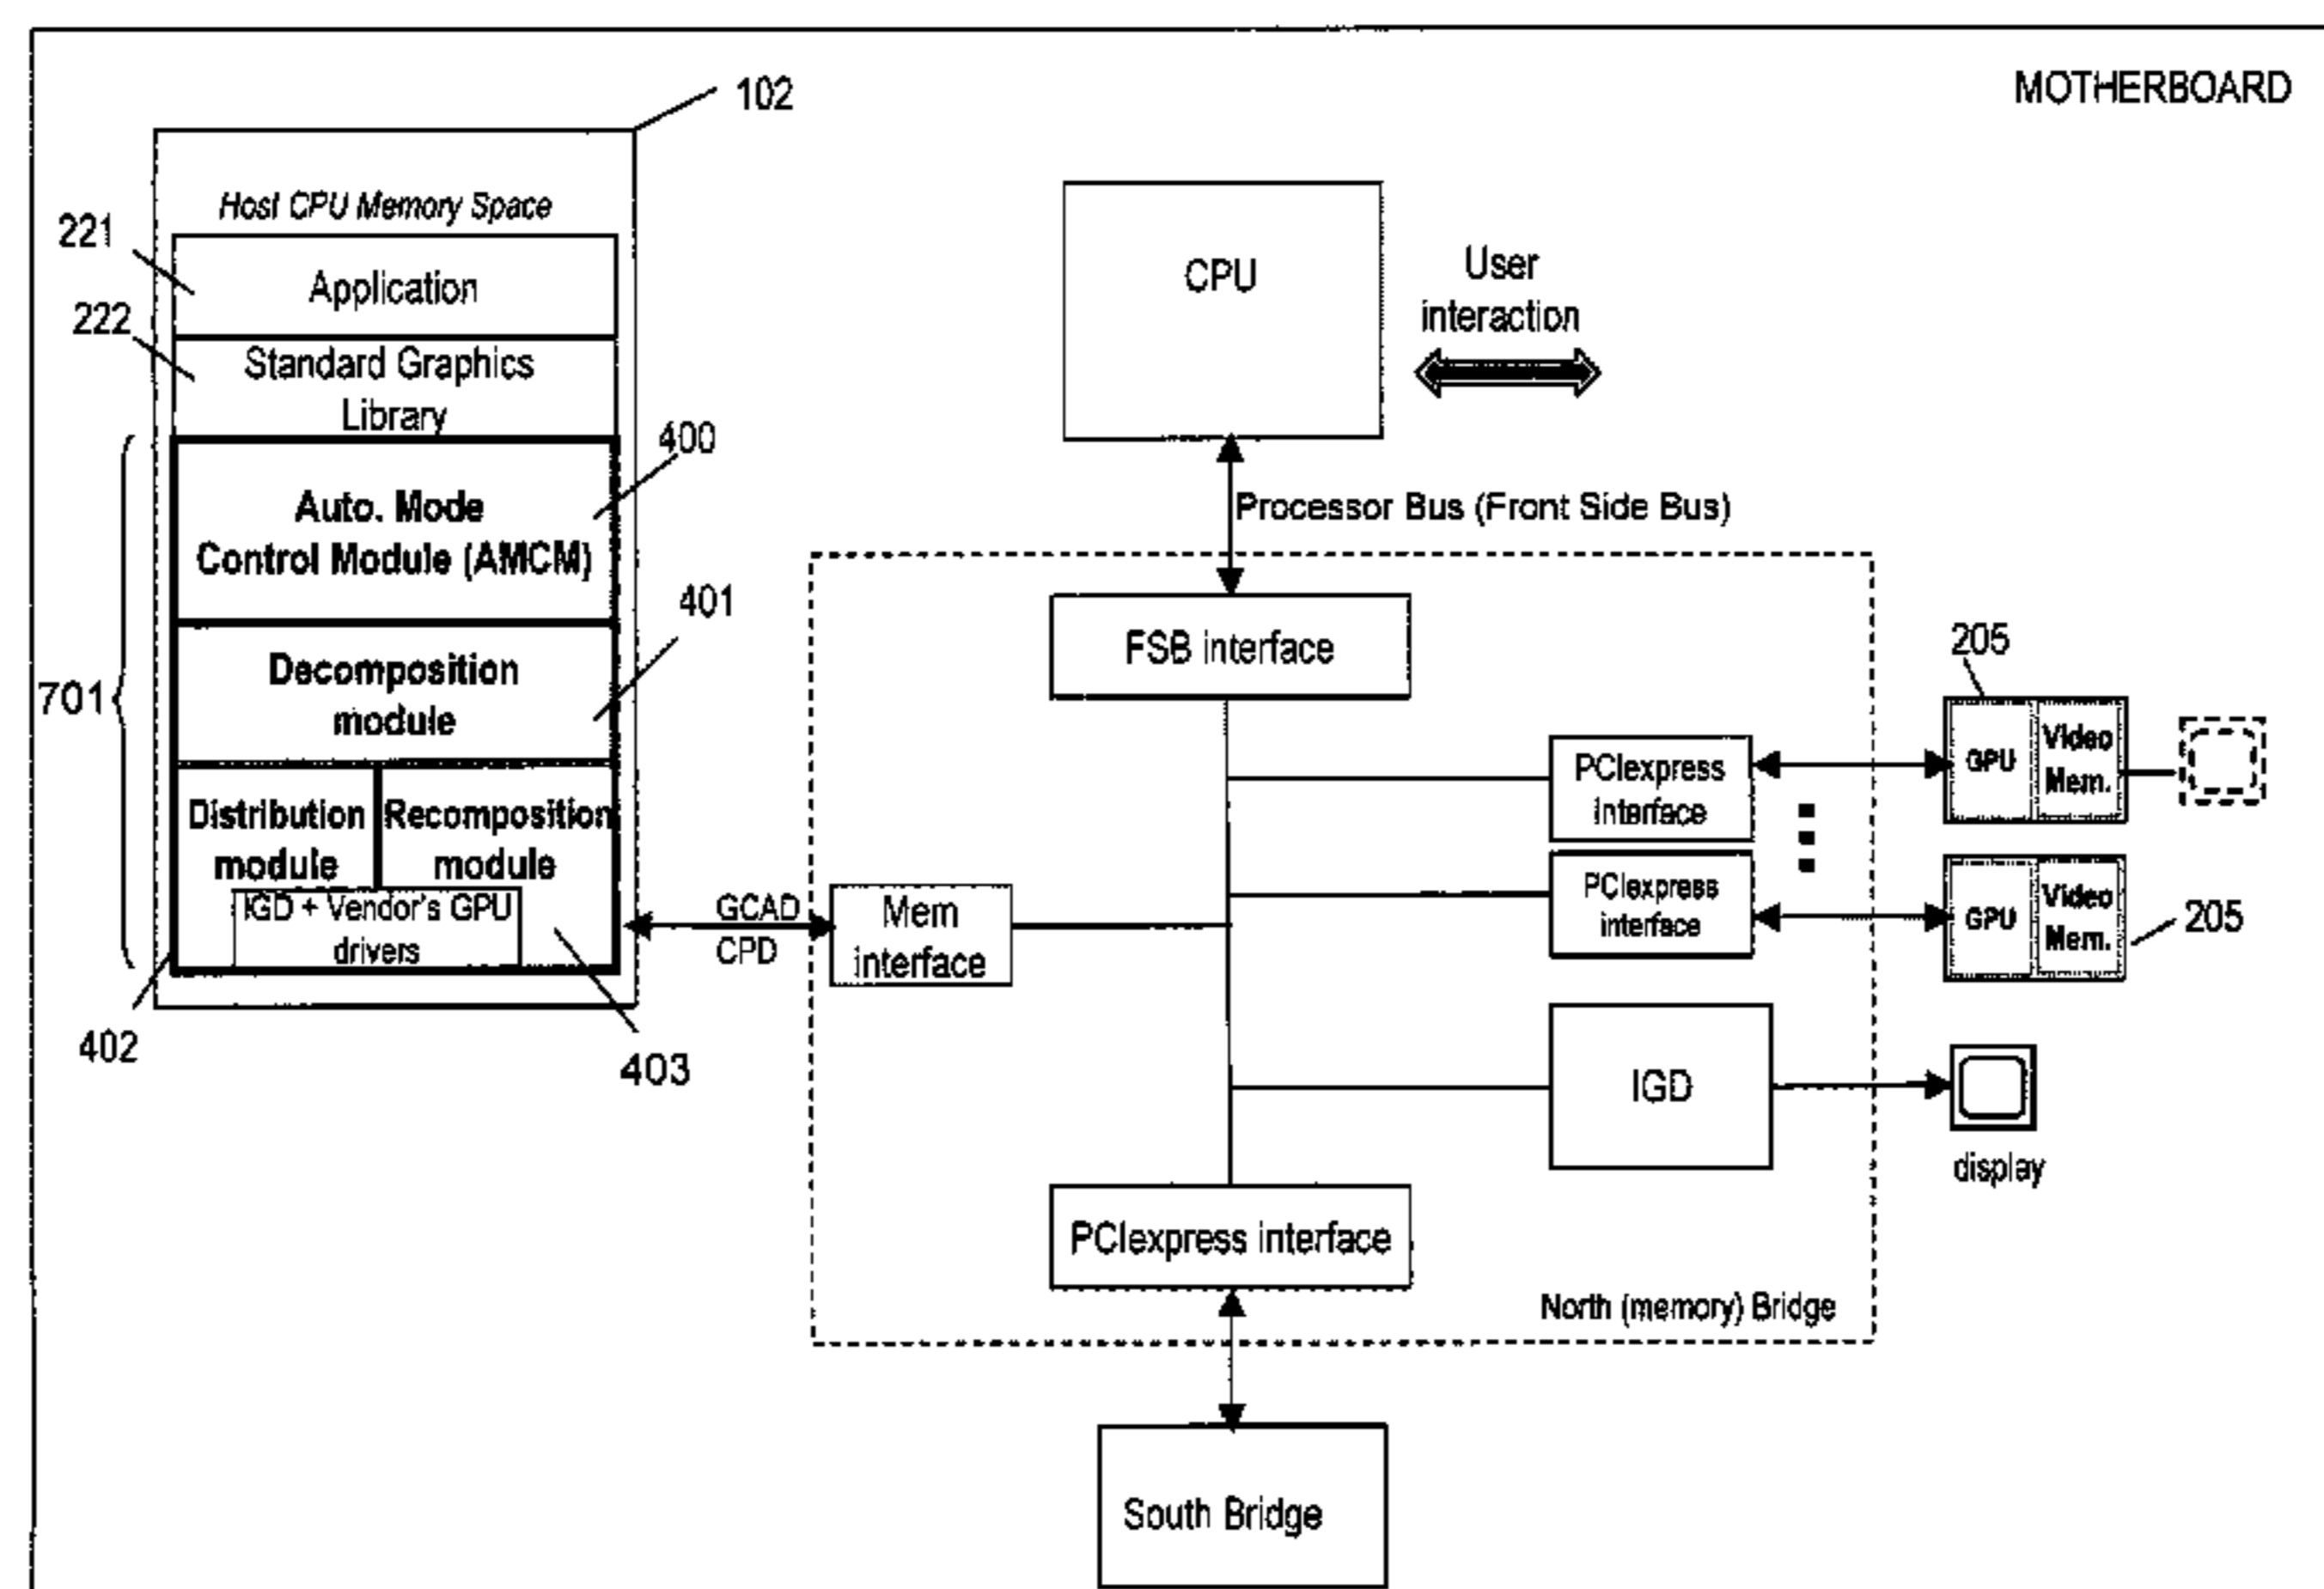 MOTHERBOARD
102
Host CPU Memory Space
221
Application
222
Standard Graphics
Library
400
Auto. Mode
Control Module (AMCM)
401
Decomposition
module
701
Distribution
module
Recomposition
module
IGD + Vendor's GPU
drivers
402
403
GCAD
CPD
CPU
User
interaction
Processor Bus (Front Side Bus)
FSB interface
Mem
interface
PCIexpress
interface
PCIexpress
interface
205
GPU
Video
Mem.
GPU
Video
Mem.
205
IGD
display
PCIexpress interface
North (memory) Bridge
South Bridge